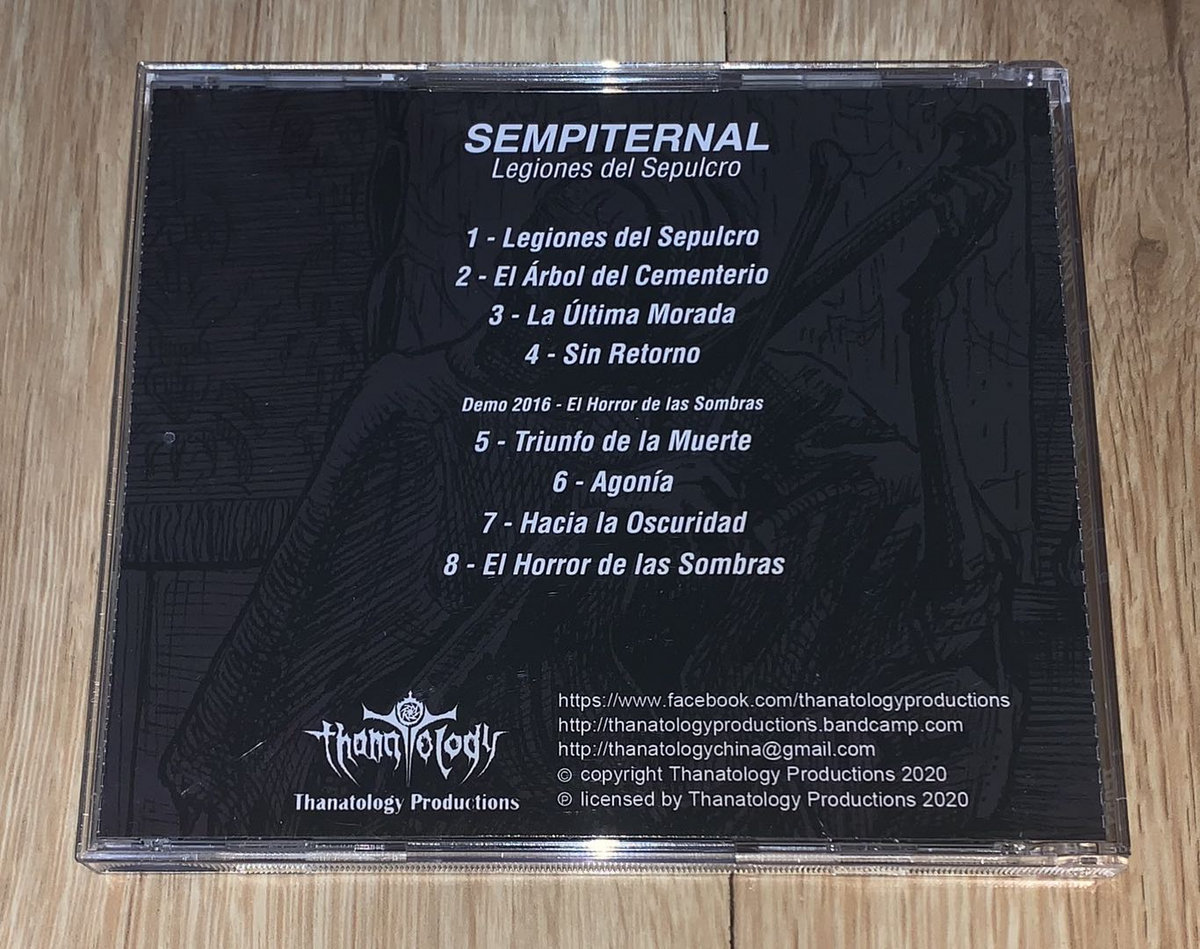 SEMPITERNAL
Legiones del Sepulcro
1 - Legiones del Sepulcro
2 - El Árbol del Cementerio
3 - La Última Morada
4 - Sin Retorno
Demo 2016 - El Horror de las Sombras
5 - Triunfo de la Muerte
6 - Agonía
7 - Hacia la Oscuridad
8 - El Horror de las Sombras
thanatology
Thanatology Productions
https://www.facebook.com/thanatologyproductions
http://thanatologyproductions.bandcamp.com
http://thanatologychina@gmail.com
© copyright Thanatology Productions 2020
℗ licensed by Thanatology Productions 2020